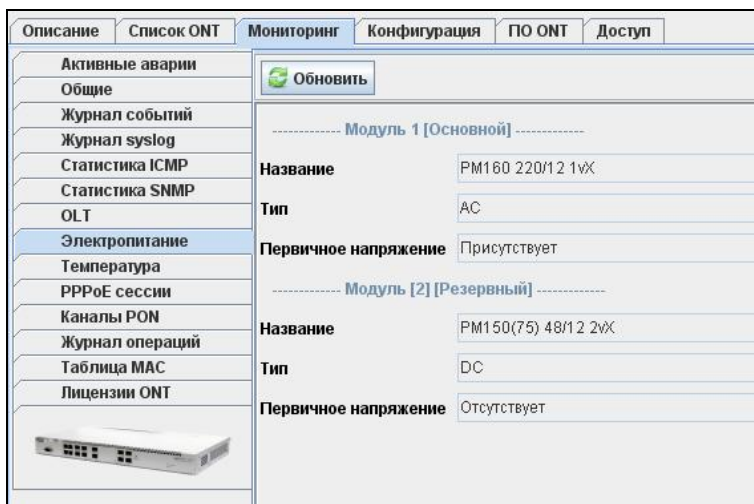 Описание Список ONT Мониторинг Конфигурация ПО ONT Доступ
Активные аварии
Общие
Журнал событий
Журнал syslog
Статистика ICMP
Статистика SNMP
OLT
Электропитание
Температура
PPPoE сессии
Каналы PON
Журнал операций
Таблица MAC
Лицензии ONT
Обновить
------------- Модуль 1 [Основной] -------------
Название PM160 220/12 1vX
Тип AC
Первичное напряжение Присутствует
------------- Модуль [2] [Резервный] -------------
Название PM150(75) 48/12 2vX
Тип DC
Первичное напряжение Отсутствует